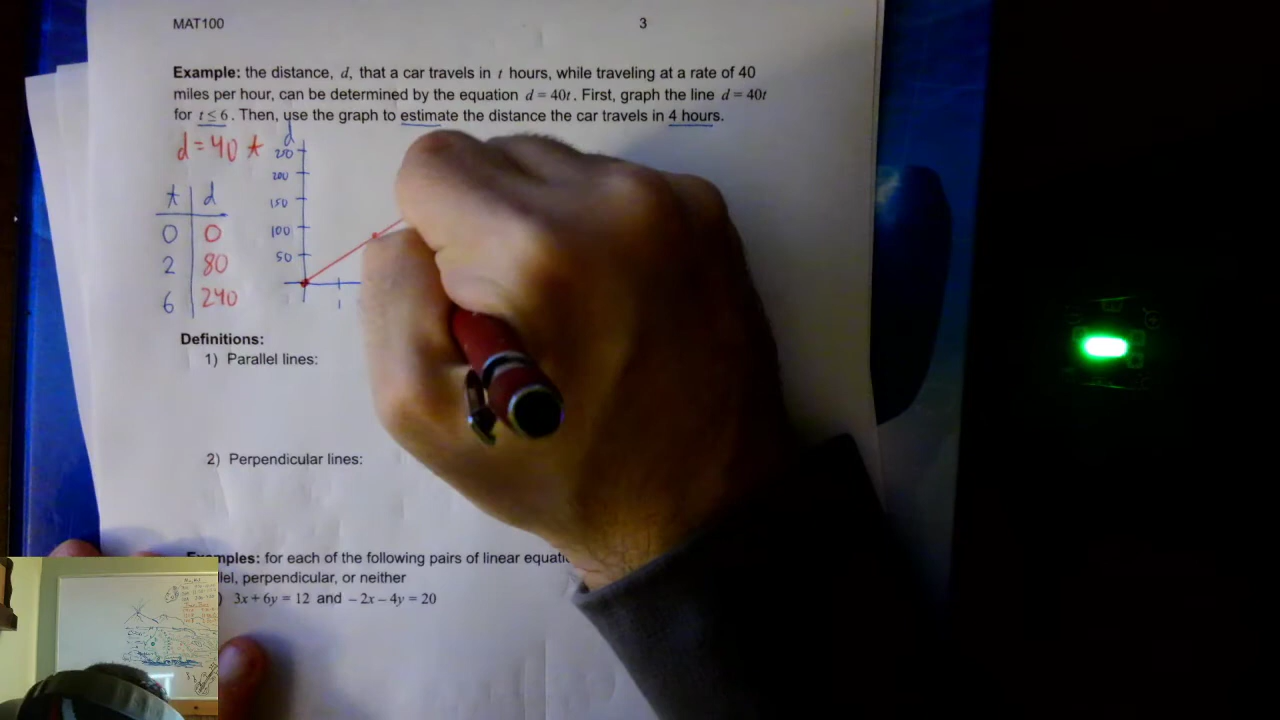 MAT100 3
Example: the distance, d, that a car travels in t hours, while traveling at a rate of 40
miles per hour, can be determined by the equation d = 40t. First, graph the line d = 40t
for t ≤ 6. Then, use the graph to estimate the distance the car travels in 4 hours.
d = 40t
d
250
200
150
100
50
1
t d
0 0
2 80
6 240
Definitions:
1) Parallel lines:
2) Perpendicular lines:
Examples: for each of the following pairs of linear
perpendicular, or neither
3x + 6y = 12 and − 2x − 4y = 20